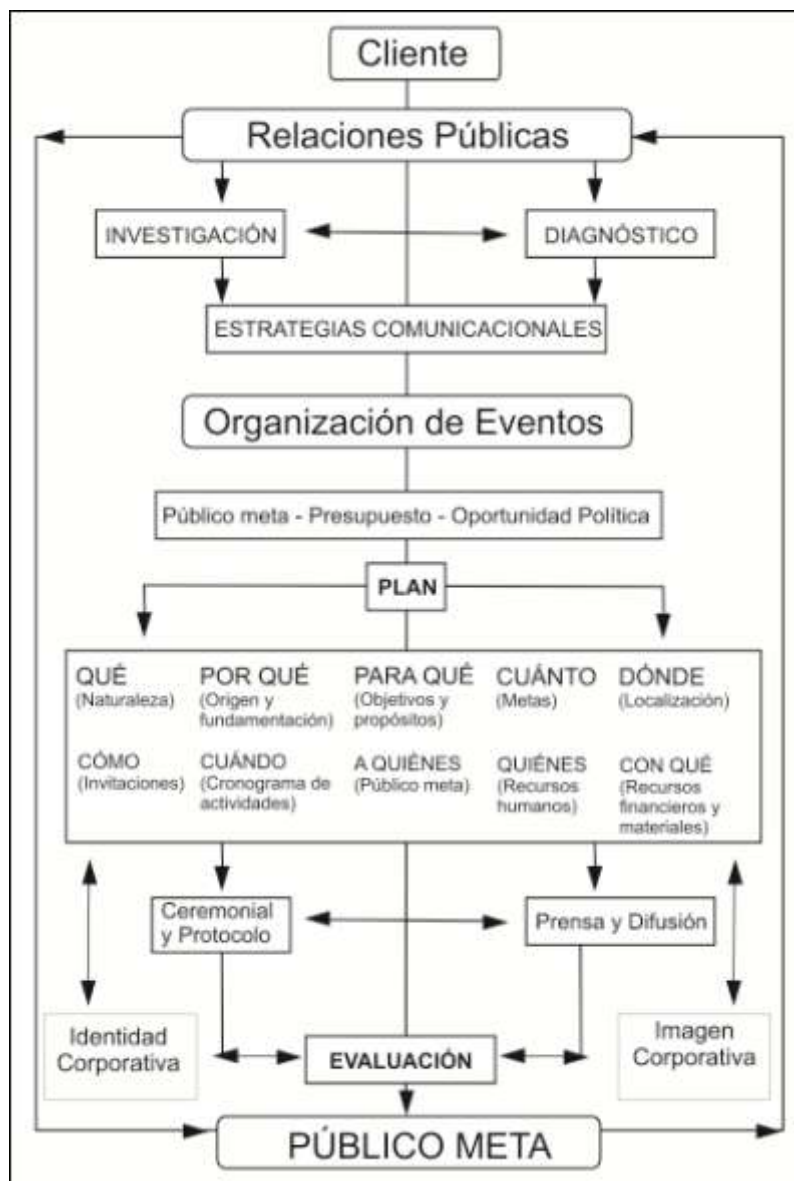 Cliente
Relaciones Públicas
INVESTIGACIÓN
DIAGNÓSTICO
ESTRATEGIAS COMUNICACIONALES
Organización de Eventos
Público meta - Presupuesto - Oportunidad Política
PLAN
QUÉ
(Naturaleza)
POR QUÉ
(Origen y
fundamentación)
PARA QUÉ
(Objetivos y
propósitos)
CUÁNTO
(Metas)
DÓNDE
(Localización)
CÓMO
(Invitaciones)
CUÁNDO
(Cronograma de
actividades)
A QUIÈNES
(Público meta)
QUIÉNES
(Recursos
humanos)
CON QUÉ
(Recursos
financieros y
materiales)
Ceremonial
y Protocolo
Prensa y Difusión
Identidad
Corporativa
EVALUACIÓN
Imagen
Corporativa
PÚBLICO META